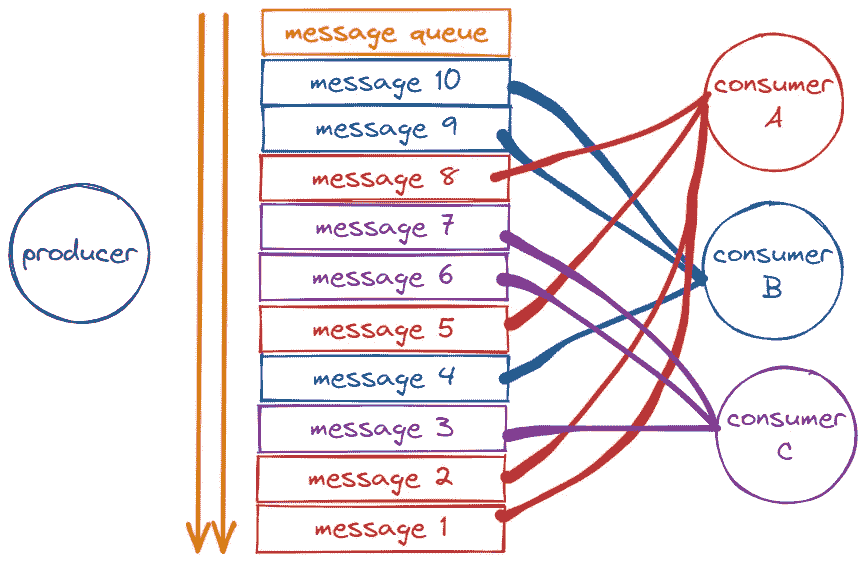 message queue
message 10
message 9
message 8
message 7
message 6
message 5
message 4
message 3
message 2
message 1
producer
consumer
A
consumer
B
consumer
C